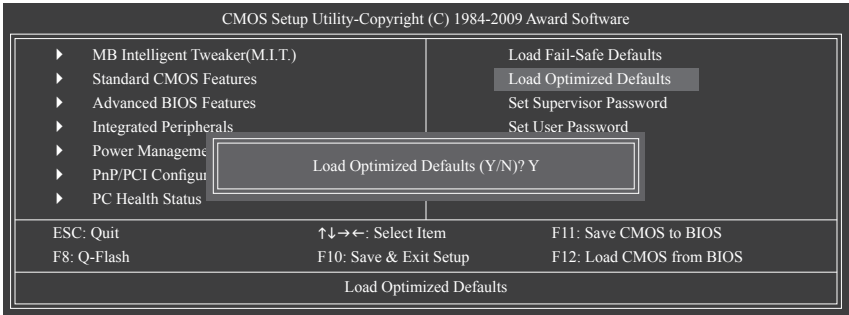 CMOS Setup Utility-Copyright (C) 1984-2009 Award Software
MB Intelligent Tweaker(M.I.T.)
Standard CMOS Features
Advanced BIOS Features
Integrated Peripherals
Power Manageme
PnP/PCI Configur
PC Health Status
Load Fail-Safe Defaults
Load Optimized Defaults
Set Supervisor Password
Set User Password
Load Optimized Defaults (Y/N)? Y
ESC: Quit
↑↓→←: Select Item
F11: Save CMOS to BIOS
F8: Q-Flash
F10: Save & Exit Setup
F12: Load CMOS from BIOS
Load Optimized Defaults